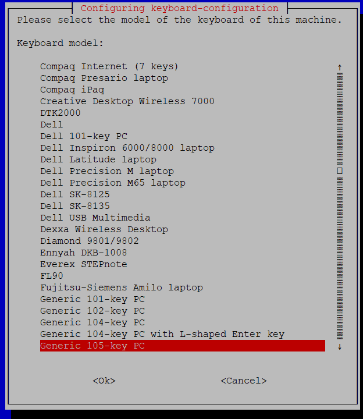 Configuring keyboard-configuration
Please select the model of the keyboard of this machine.
Keyboard model:
Compaq Internet (7 keys)
Compaq Presario laptop
Compaq iPaq
Creative Desktop Wireless 7000
DTK2000
Dell
Dell 101-key PC
Dell Inspiron 6000/8000 laptop
Dell Latitude laptop
Dell Precision M laptop
Dell Precision M65 laptop
Dell SK-8125
Dell SK-8135
Dell USB Multimedia
Dexxa Wireless Desktop
Diamond 9801/9802
Ennyah DKB-1008
Everex STEPnote
FL90
Fujitsu-Siemens Amilo laptop
Generic 101-key PC
Generic 102-key PC
Generic 104-key PC
Generic 104-key PC with L-shaped Enter key
Generic 105-key PC
<Ok> <Cancel>